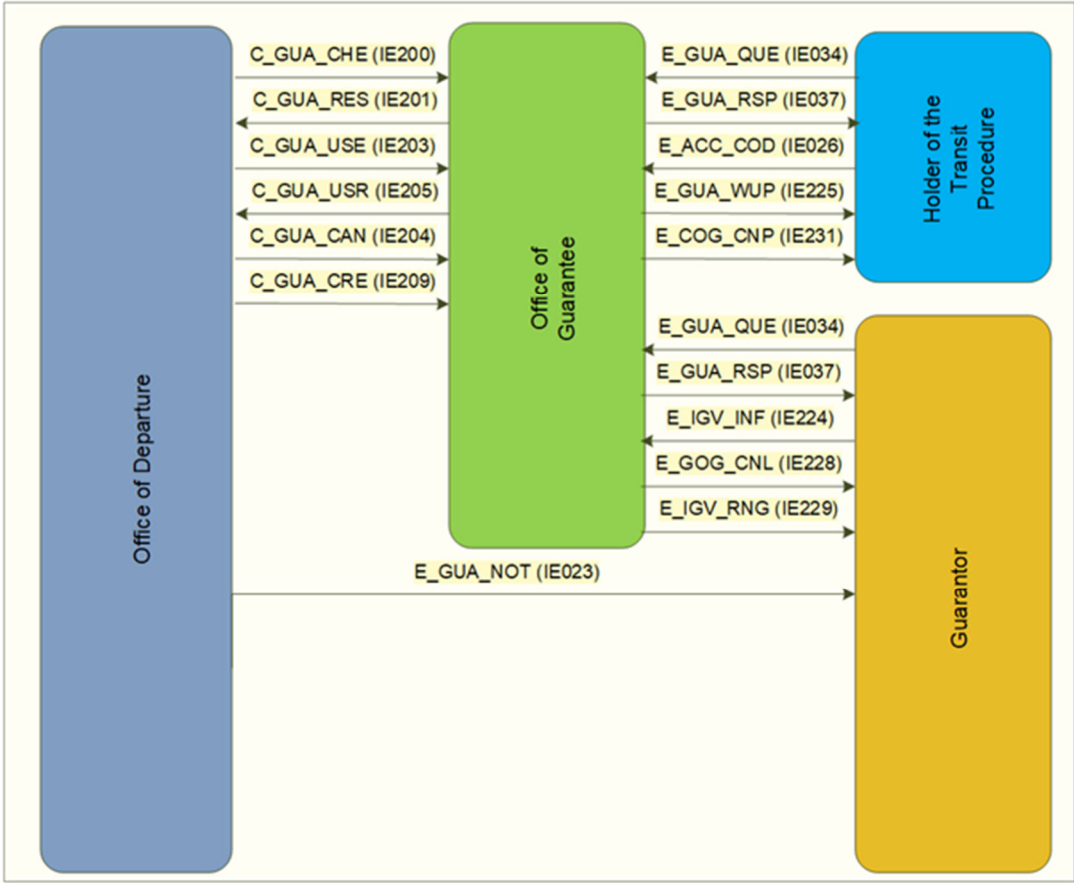 C_GUA_CHE (IE200)
C_GUA_RES (IE201)
C_GUA_USE (IE203)
C_GUA_USR (IE205)
C_GUA_CAN (IE204)
C_GUA_CRE (IE209)
E_GUA_QUE (IE034)
E_GUA_RSP (IE037)
E_ACC_COD (IE026)
E_GUA_WUP (IE225)
E_COG_CNP (IE231)
E_GUA_QUE (IE034)
E_GUA_RSP (IE037)
E_IGV_INF (IE224)
E_GOG_CNL (IE228)
E_IGV_RNG (IE229)
E_GUA_NOT (IE023)
Office of Departure
Office of
Guarantee
Holder of the
Transit
Procedure
Guarantor